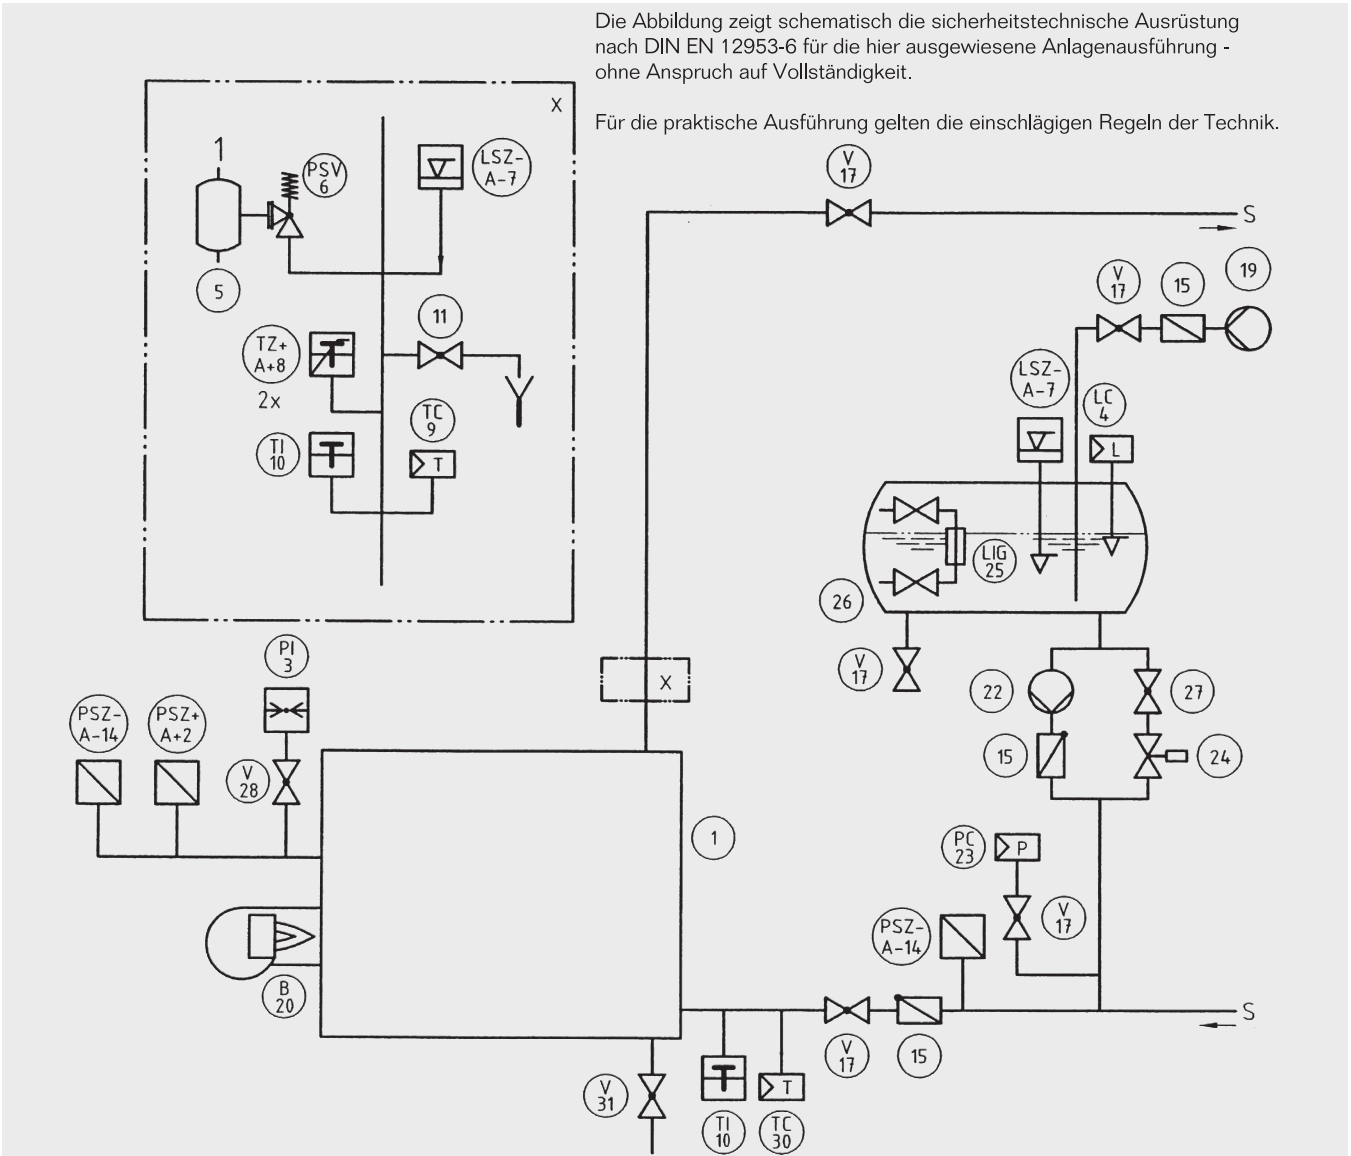 Die Abbildung zeigt schematisch die sicherheitstechnische Ausrüstung
nach DIN EN 12953-6 für die hier ausgewiesene Anlagenausführung -
ohne Anspruch auf Vollständigkeit.
Für die praktische Ausführung gelten die einschlägigen Regeln der Technik.
X
PSV
6
LSZ-
A-7
5
11
TZ+
A+8
2x
TC
9
TI
10
T
V
17
S
19
V
17
15
LSZ-
A-7
LC
4
L
LIG
25
26
V
17
X
PI
3
PSZ-
A-14
PSZ+
A+2
V
28
22
27
15
24
1
PC
23
P
V
17
PSZ-
A-14
B
20
S
V
17
15
V
31
T
TI
10
TC
30